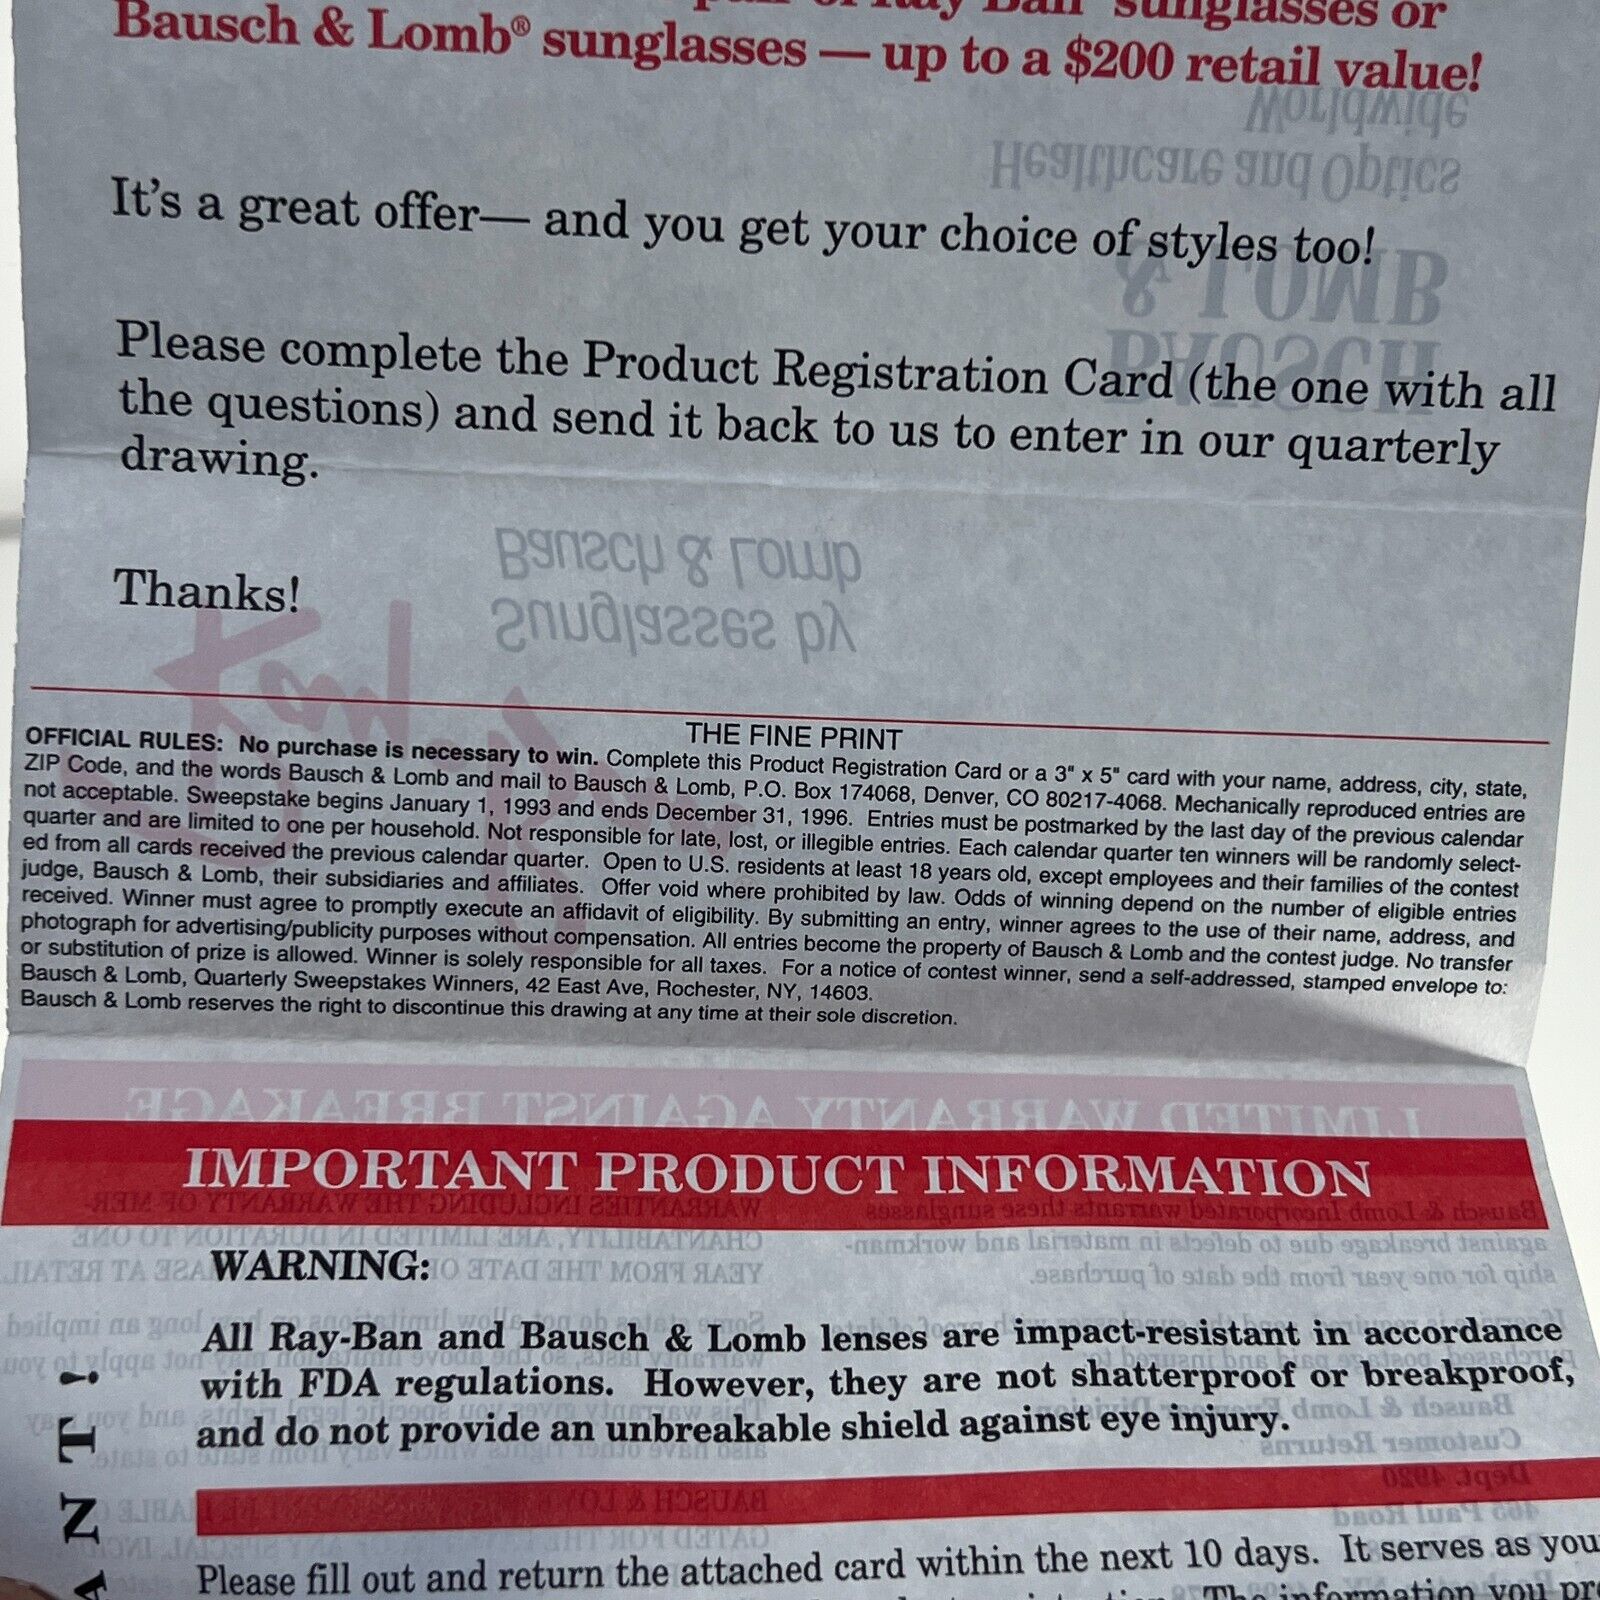 sunglasses or
Bausch & Lomb® sunglasses — up to a $200 retail value!
It's a great offer— and you get your choice of styles too!
Please complete the Product Registration Card (the one with all
the questions) and send it back to us to enter in our quarterly
drawing.
Thanks!
THE FINE PRINT
OFFICIAL RULES: No purchase is necessary to win. Complete this Product Registration Card or a 3" x 5" card with your name, address, city, state,
ZIP Code, and the words Bausch & Lomb and mail to Bausch & Lomb, P.O. Box 174068, Denver, CO 80217-4068. Mechanically reproduced entries are
not acceptable. Sweepstake begins January 1, 1993 and ends December 31, 1996. Entries must be postmarked by the last day of the previous calendar
quarter and are limited to one per household. Not responsible for late, lost, or illegible entries. Each calendar quarter ten winners will be randomly select-
ed from all cards received the previous calendar quarter. Open to U.S. residents at least 18 years old, except employees and their families of the contest
judge, Bausch & Lomb, their subsidiaries and affiliates. Offer void where prohibited by law. Odds of winning depend on the number of eligible entries
received. Winner must agree to promptly execute an affidavit of eligibility. By submitting an entry, winner agrees to the use of their name, address, and
photograph for advertising/publicity purposes without compensation. All entries become the property of Bausch & Lomb and the contest judge. No transfer
or substitution of prize is allowed. Winner is solely responsible for all taxes. For a notice of contest winner, send a self-addressed, stamped envelope to:
Bausch & Lomb, Quarterly Sweepstakes Winners, 42 East Ave, Rochester, NY, 14603.
Bausch & Lomb reserves the right to discontinue this drawing at any time at their sole discretion.
IMPORTANT PRODUCT INFORMATION
WARNING:
All Ray-Ban and Bausch & Lomb lenses are impact-resistant in accordance
with FDA regulations. However, they are not shatterproof or breakproof,
and do not provide an unbreakable shield against eye injury.
Please fill out and return the attached card within the next 10 days. It serves as you
The information you pro
A N T !